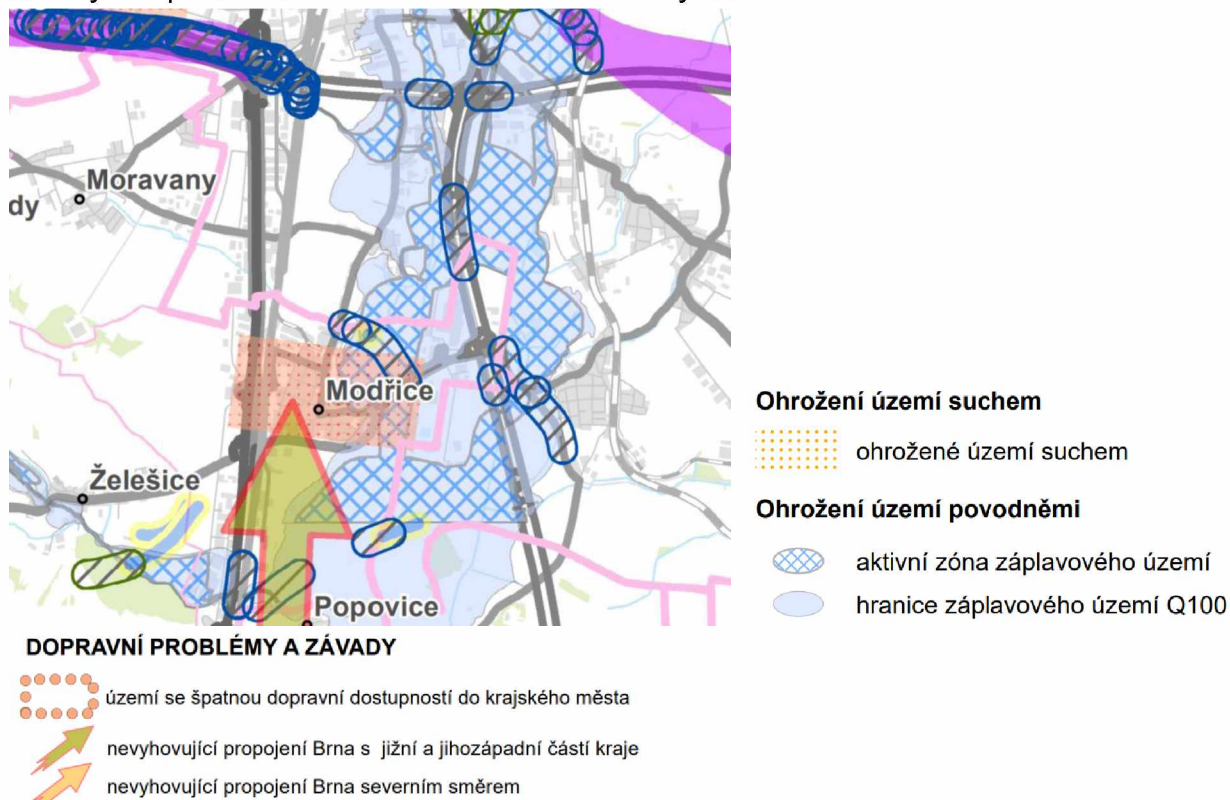 Moravany
dy
Modřice
Želešice
Popovice
Ohrožení území suchem
ohrožené území suchem
Ohrožení území povodněmi
aktivní zóna záplavového území
hranice záplavového území Q100
DOPRAVNÍ PROBLÉMY A ZÁVADY
území se špatnou dopravní dostupností do krajského města
nevyhovující propojení Brna s jižní a jihozápadní částí kraje
nevyhovující propojení Brna severním směrem